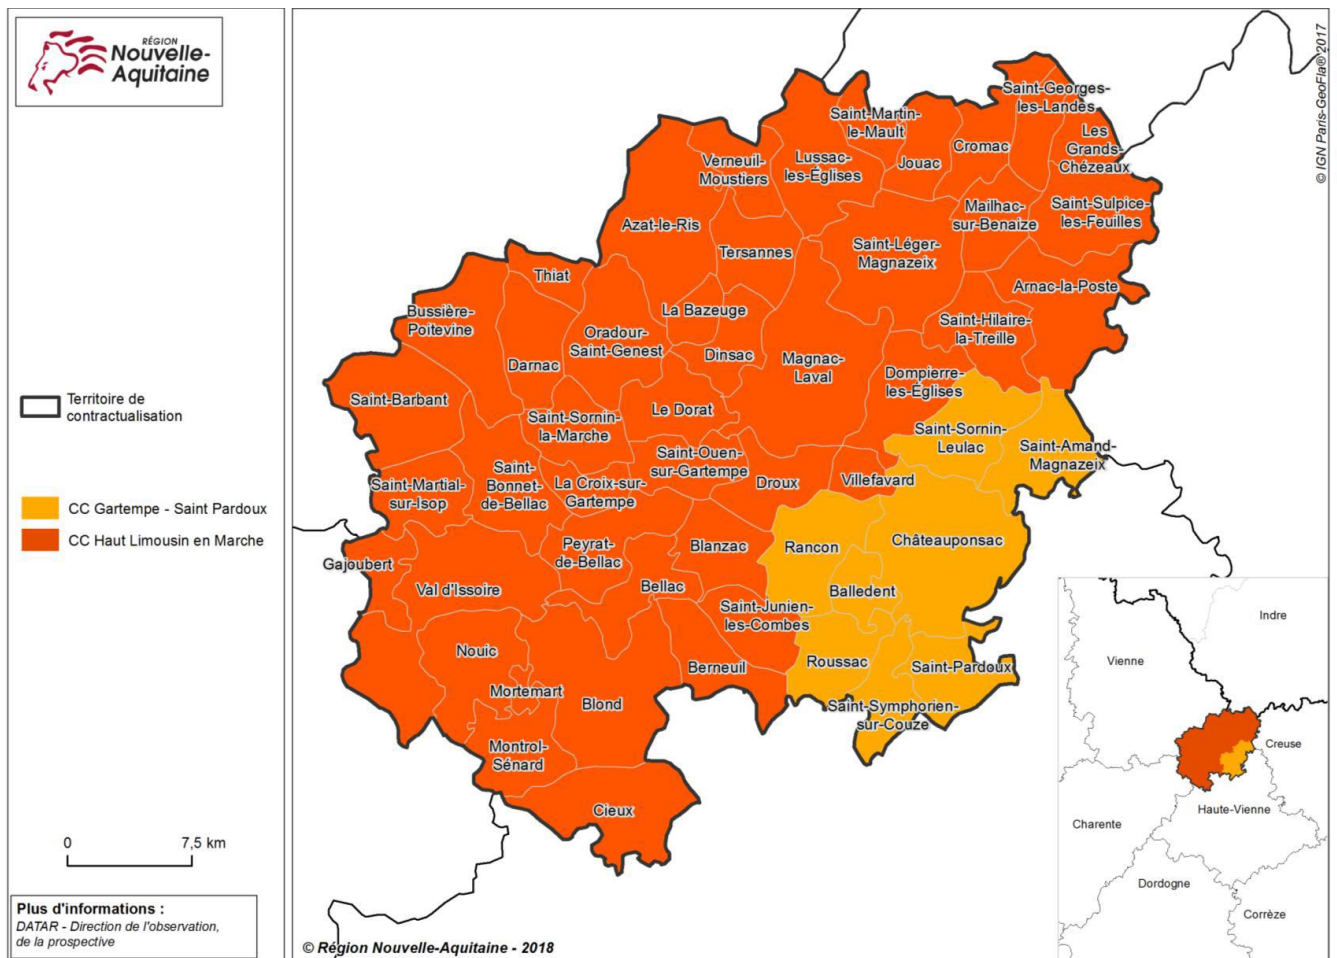 RÉGION
Nouvelle-
Aquitaine
Territoire de
contractualisation
CC Gartempe - Saint Pardoux
CC Haut Limousin en Marche
0 7,5 km
Plus d'informations :
DATAR - Direction de l'observation,
de la prospective
© IGN Paris-GeoFla® 2017
Saint-Georges-
les-Landes
Saint-Martin-
le-Mault
Les
Grands-
Chézeaux
Cromac
Jouac
Lussac-
les-Églises
Verneuil-
Moustiers
Mailhac-
sur-Benaize
Saint-Sulpice-
les-Feuilles
Azat-le-Ris
Tersannes
Saint-Léger-
Magnazeix
Thiat
Arnac-la-Poste
Bussière-
Poitevine
La Bazeuge
Saint-Hilaire-
la-Treille
Oradour-
Saint-Genest
Dinsac
Darnac
Magnac-
Laval
Dompierre-
les-Églises
Saint-Barbant
Le Dorat
Saint-Sornin-
la-Marche
Saint-Sornin-
Leulac
Saint-Amand-
Magnazeix
Saint-Ouen-
sur-Gartempe
Saint-Martial-
sur-Isop
Saint-
Bonnet-
de-Bellac
La Croix-sur-
Gartempe
Droux
Villefavard
Châteauponsac
Rancon
Blanzac
Peyrat-
de-Bellac
Gajoubert
Val d'Issoire
Bellac
Balledent
Saint-Junien-
les-Combes
Nouic
Berneuil
Roussac
Saint-Pardoux
Mortemart
Blond
Saint-Symphorien-
sur-Couze
Montrol-
Sénard
Cieux
Indre
Vienne
Creuse
Haute-Vienne
Charente
Dordogne
Corrèze
© Région Nouvelle-Aquitaine - 2018